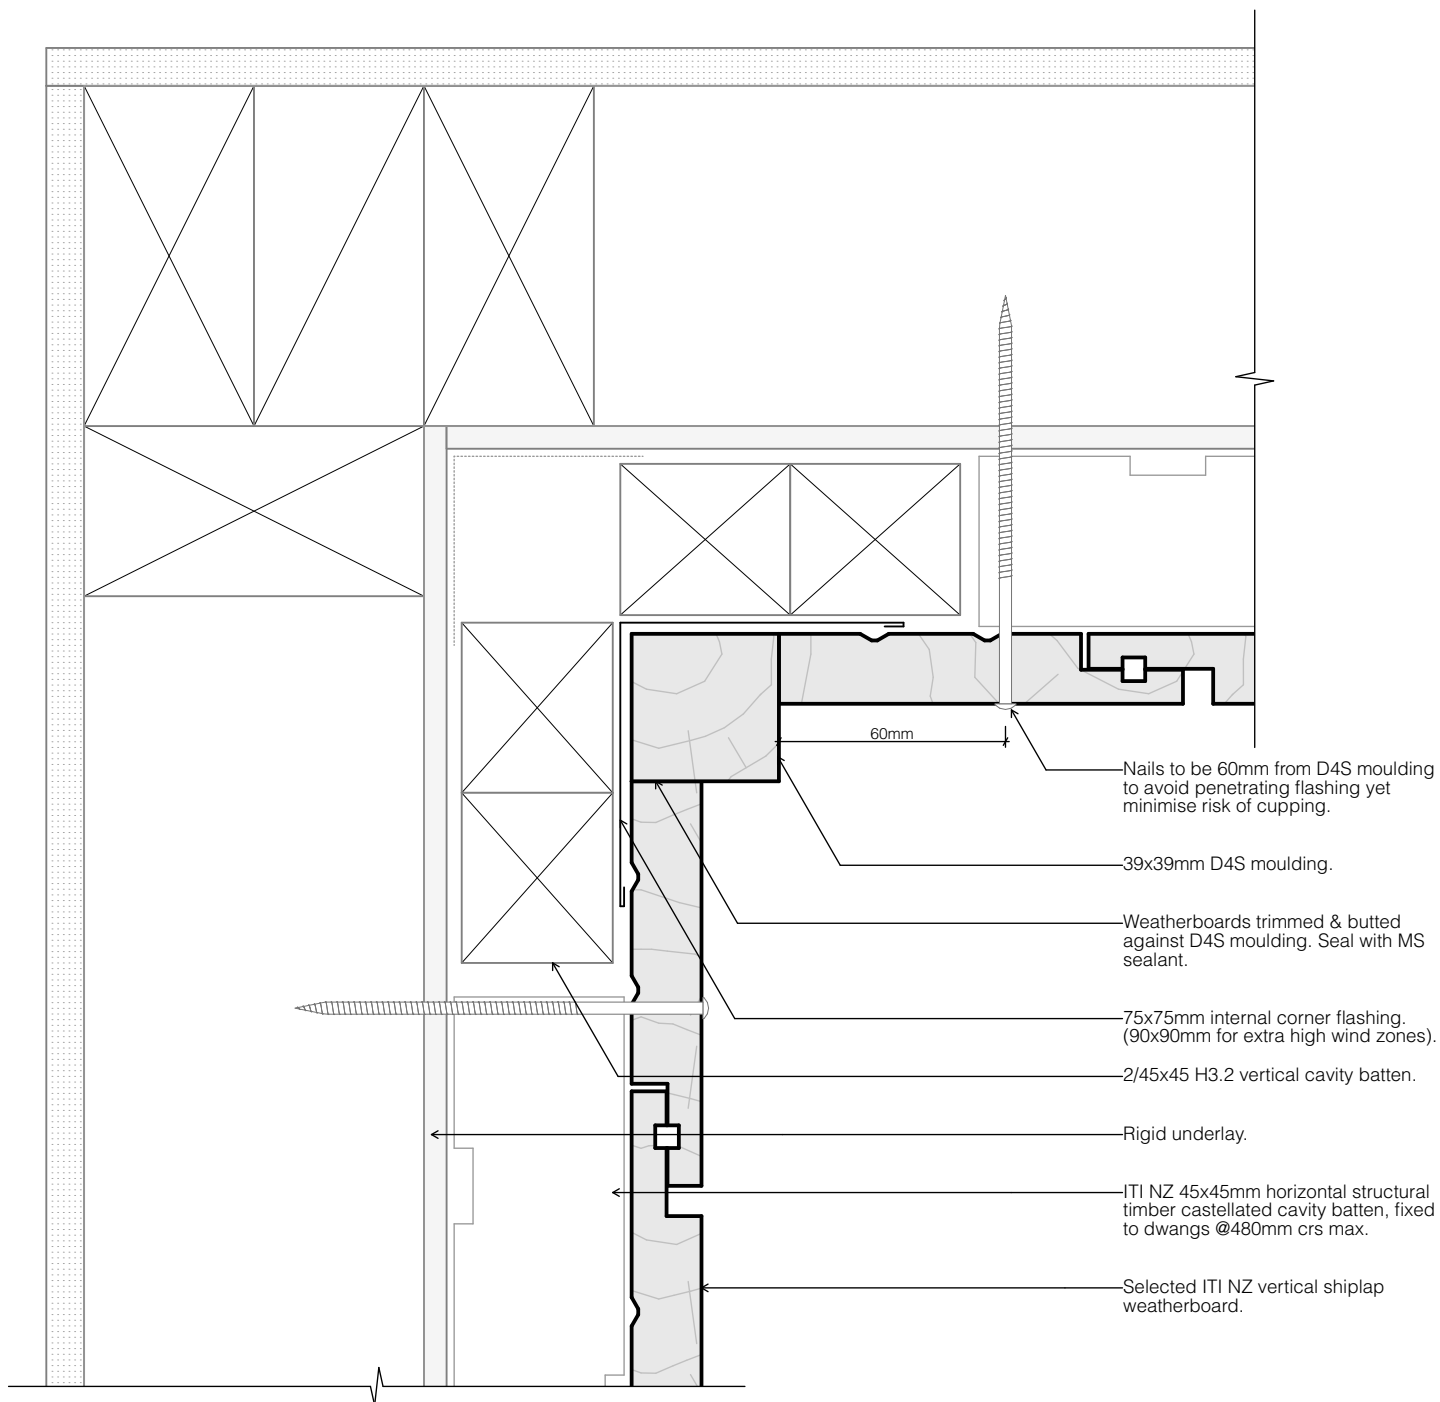 60mm
Nails to be 60mm from D4S moulding
to avoid penetrating flashing yet
minimise risk of cupping.
39x39mm D4S moulding.
Weatherboards trimmed & butted
against D4S moulding. Seal with MS
sealant.
75x75mm internal corner flashing.
(90x90mm for extra high wind zones).
2/45x45 H3.2 vertical cavity batten.
Rigid underlay.
ITI NZ 45x45mm horizontal structural
timber castellated cavity batten, fixed
to dwangs @480mm crs max.
Selected ITI NZ vertical shiplap
weatherboard.